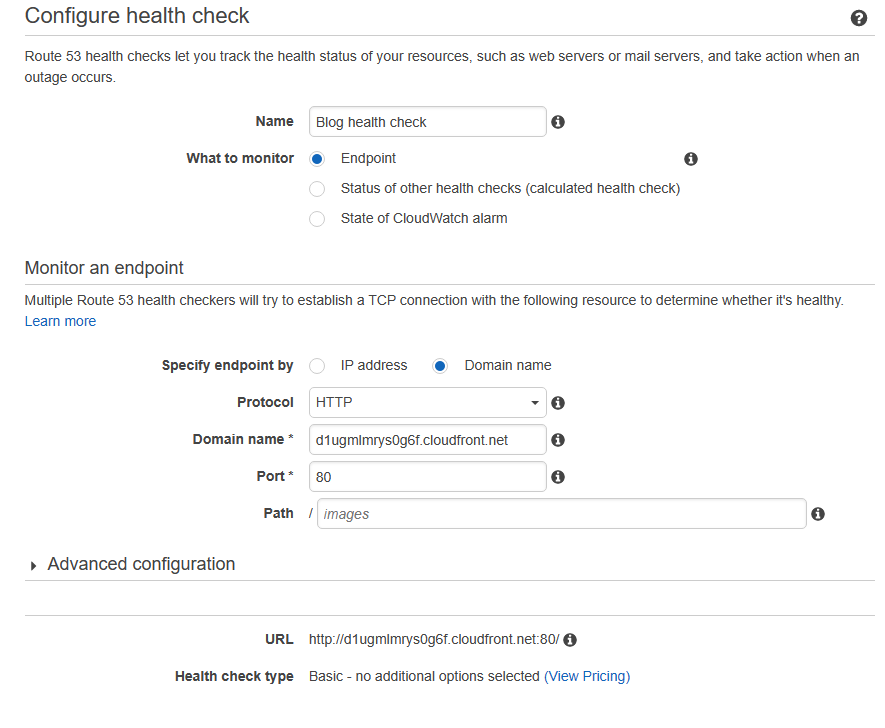 Configure health check
Route 53 health checks let you track the health status of your resources, such as web servers or mail servers, and take action when an
outage occurs.
Name Blog health check
What to monitor Endpoint
Status of other health checks (calculated health check)
State of CloudWatch alarm
Monitor an endpoint
Multiple Route 53 health checkers will try to establish a TCP connection with the following resource to determine whether it's healthy.
Learn more
Specify endpoint by IP address Domain name
Protocol HTTP
Domain name * d1ugmlmrys0g6f.cloudfront.net
Port * 80
Path / images
Advanced configuration
URL http://d1ugmlmrys0g6f.cloudfront.net:80/
Health check type Basic - no additional options selected (View Pricing)